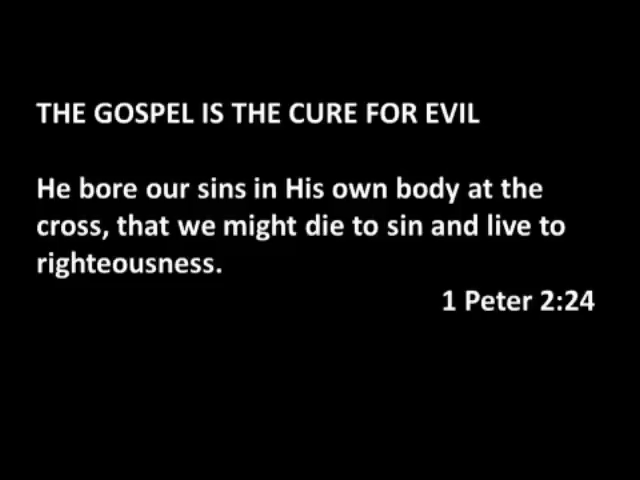 THE GOSPEL IS THE CURE FOR EVIL
He bore our sins in His own body at the
cross, that we might die to sin and live to
righteousness.
1 Peter 2:24